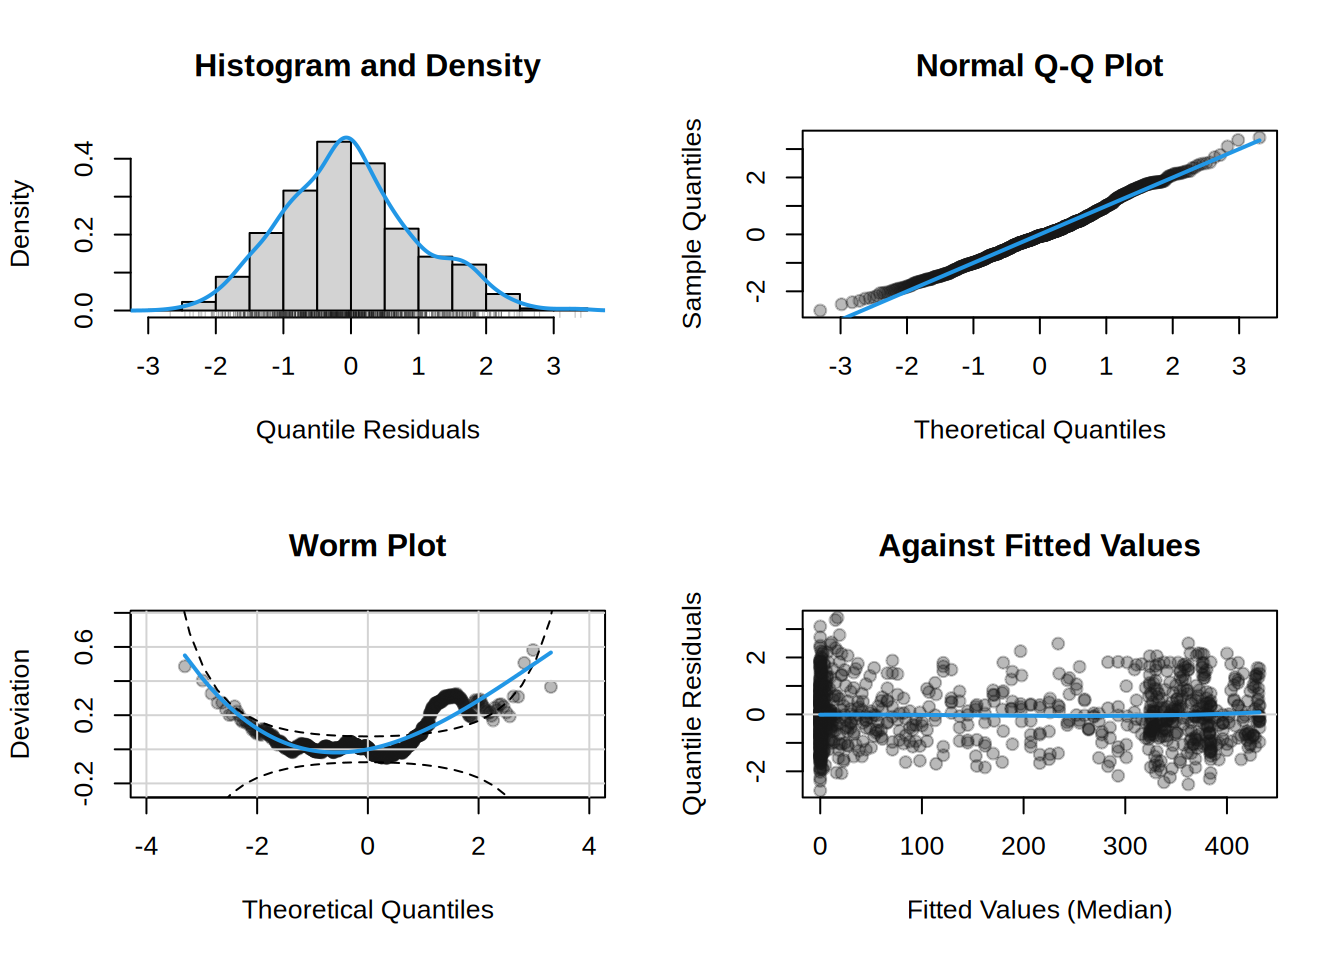 Histogram and Density
Density
0.0 0.2 0.4
-3 -2 -1 0 1 2 3
Quantile Residuals
Normal Q-Q Plot
Sample Quantiles
-2 0 2
-3 -2 -1 0 1 2 3
Theoretical Quantiles
Worm Plot
Deviation
-0.2 0.2 0.6
-4 -2 0 2 4
Theoretical Quantiles
Against Fitted Values
Quantile Residuals
-2 0 2
0 100 200 300 400
Fitted Values (Median)